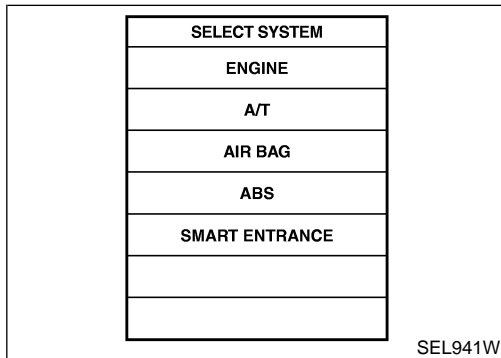 SELECT SYSTEM
ENGINE
A/T
AIR BAG
ABS
SMART ENTRANCE
SEL941W